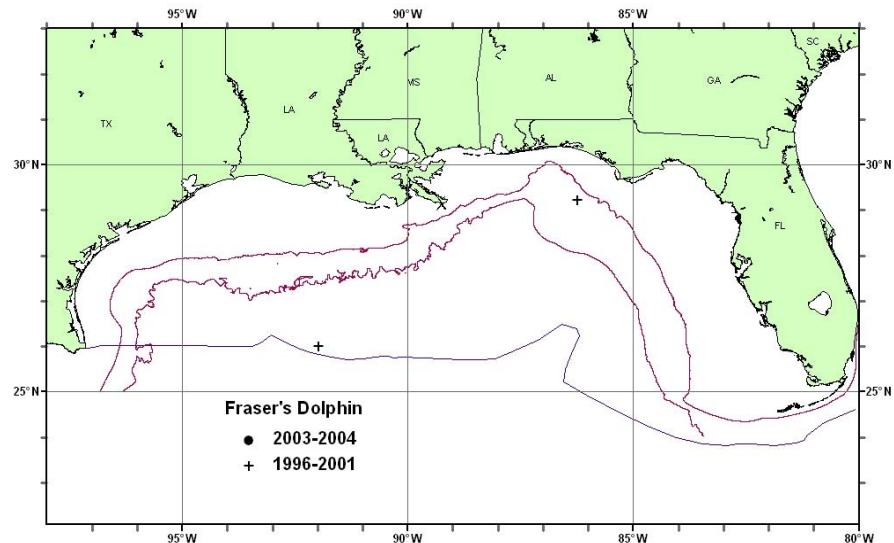 95°W 90°W 85°W 80°W
SC
MS AL GA
TX LA
LA
30°N 30°N
FL
25°N 25°N
Fraser's Dolphin
2003-2004
1996-2001
95°W 90°W 85°W 80°W